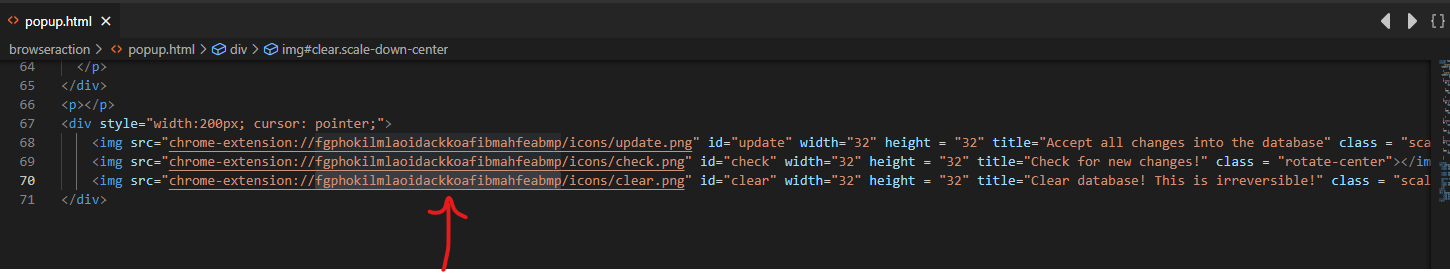 popup.html
browseraction > popup.html > div > img#clear.scale-down-center
64 </p>
65 </div>
66 <p></p>
67 <div style="width:200px; cursor: pointer;">
68 <img src="chrome-extension://fgphokilmlaoidackkoafibmahfeabmp/icons/update.png" id="update" width="32" height = "32" title="Accept all changes into the database" class = "sca
69 <img src="chrome-extension://fgphokilmlaoidackkoafibmahfeabmp/icons/check.png" id="check" width="32" height = "32" title="Check for new changes!" class = "rotate-center"></im
70 <img src="chrome-extension://fgphokilmlaoidackkoafibmahfeabmp/icons/clear.png" id="clear" width="32" height = "32" title="Clear database! This is irreversible!" class = "scal
71 </div>